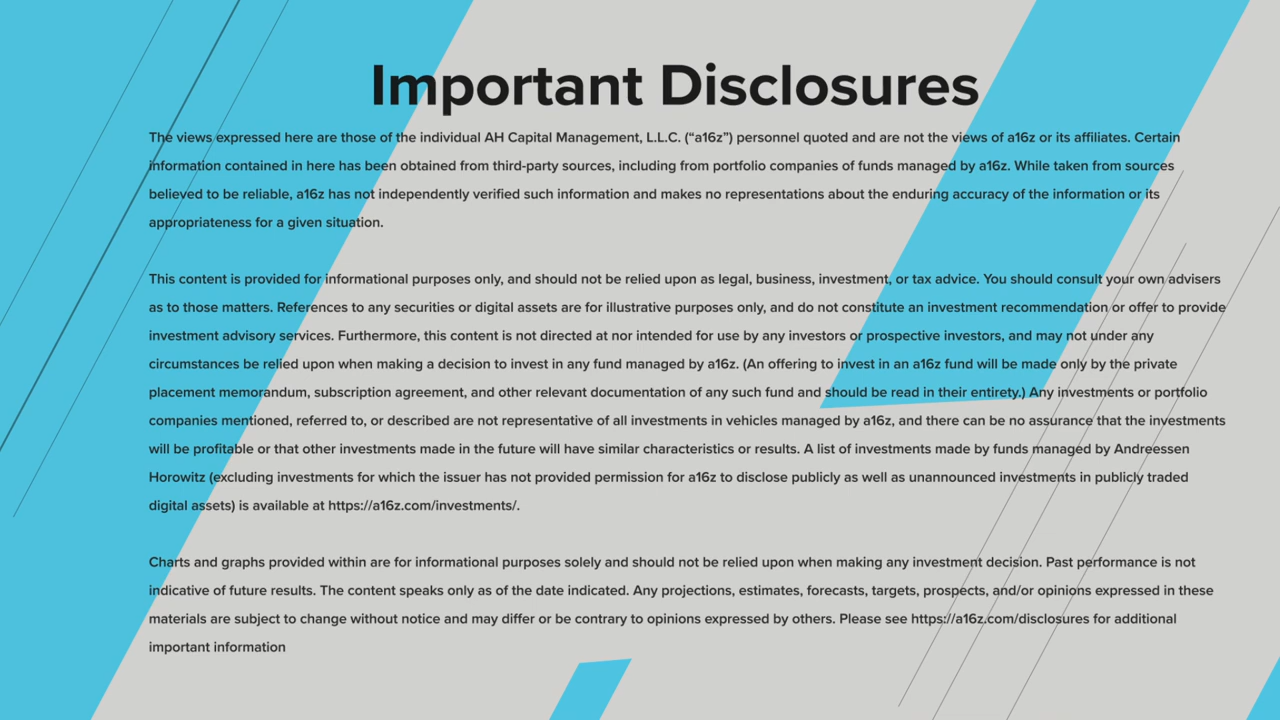 Important Disclosures
The views expressed here are those of the individual AH Capital Management, L.L.C. (“a16z”) personnel quoted and are not the views of a16z or its affiliates. Certain
information contained in here has been obtained from third-party sources, including from portfolio companies of funds managed by a16z. While taken from sources
believed to be reliable, a16z has not independently verified such information and makes no representations about the enduring accuracy of the information or its
appropriateness for a given situation.
This content is provided for informational purposes only, and should not be relied upon as legal, business, investment, or tax advice. You should consult your own advisers
as to those matters. References to any securities or digital assets are for illustrative purposes only, and do not constitute an investment recommendation or offer to provide
investment advisory services. Furthermore, this content is not directed at nor intended for use by any investors or prospective investors, and may not under any
circumstances be relied upon when making a decision to invest in any fund managed by a16z. (An offering to invest in an a16z fund will be made only by the private
placement memorandum, subscription agreement, and other relevant documentation of any such fund and should be read in their entirety.) Any investments or portfolio
companies mentioned, referred to, or described are not representative of all investments in vehicles managed by a16z, and there can be no assurance that the investments
will be profitable or that other investments made in the future will have similar characteristics or results. A list of investments made by funds managed by Andreessen
Horowitz (excluding investments for which the issuer has not provided permission for a16z to disclose publicly as well as unannounced investments in publicly traded
digital assets) is available at https://a16z.com/investments/.
Charts and graphs provided within are for informational purposes solely and should not be relied upon when making any investment decision. Past performance is not
indicative of future results. The content speaks only as of the date indicated. Any projections, estimates, forecasts, targets, prospects, and/or opinions expressed in these
materials are subject to change without notice and may differ or be contrary to opinions expressed by others. Please see https://a16z.com/disclosures for additional
important information